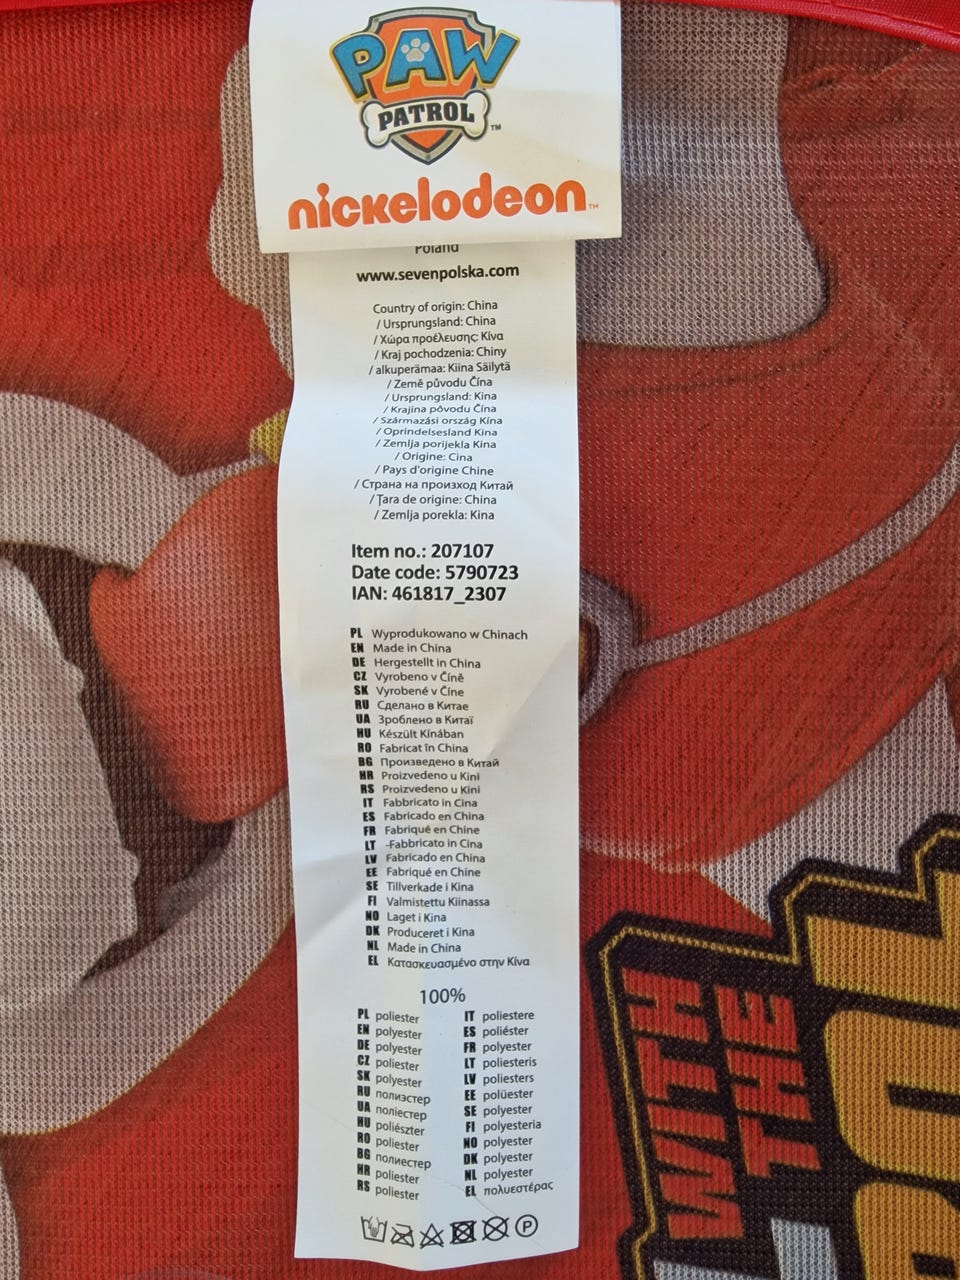 PAW
PATROL™
nickelodeon™
Poland
www.sevenpolska.com
Country of origin: China
/ Ursprungsland: China
/ Χώρα προέλευσης: Κίνα
/ Kraj pochodzenia: Chiny
/ alkuperämaa: Kiina Säilytä
/ Země původu Čína
/ Ursprungsland: Kina
/ Krajina pôvodu Čína
/ Származási ország Kína
/ Oprindelsesland Kina
/ Zemlja porijekla Kina
/ Origine: Cina
/ Pays d'origine Chine
/ Страна на произход Китай
/ Țara de origine: China
/ Zemlja porekla: Kina
Item no.: 207107
Date code: 5790723
IAN: 461817_2307
PL Wyprodukowano w Chinach
EN Made in China
DE Hergestellt in China
CZ Vyrobeno v Číně
SK Vyrobené v Číne
RU Сделано в Китае
UA Зроблено в Китаї
HU Készült Kínában
RO Fabricat în China
BG Произведено в Китай
HR Proizvedeno u Kini
RS Proizvedeno u Kini
IT Fabbricato in Cina
ES Fabricado en China
FR Fabriqué en Chine
LT -Fabbricato in Cina
LV Fabricado en China
EE Fabriqué en Chine
SE Tillverkade i Kina
FI Valmistettu Kiinassa
NO Laget i Kina
DK Produceret i Kina
NL Made in China
EL Κατασκευασμένο στην Κίνα
100%
PL poliester
EN polyester
DE polyester
CZ poliester
SK polyester
RU полиэстер
UA поліестер
HU poliészter
RO poliester
BG полиестер
HR poliester
RS poliester
IT poliestere
ES poliéster
FR polyester
LT poliesteris
LV poliesters
EE polüester
SE polyester
FI polyesteria
NO polyester
DK polyester
NL polyester
EL πολυεστέρας
P
WITH
THE